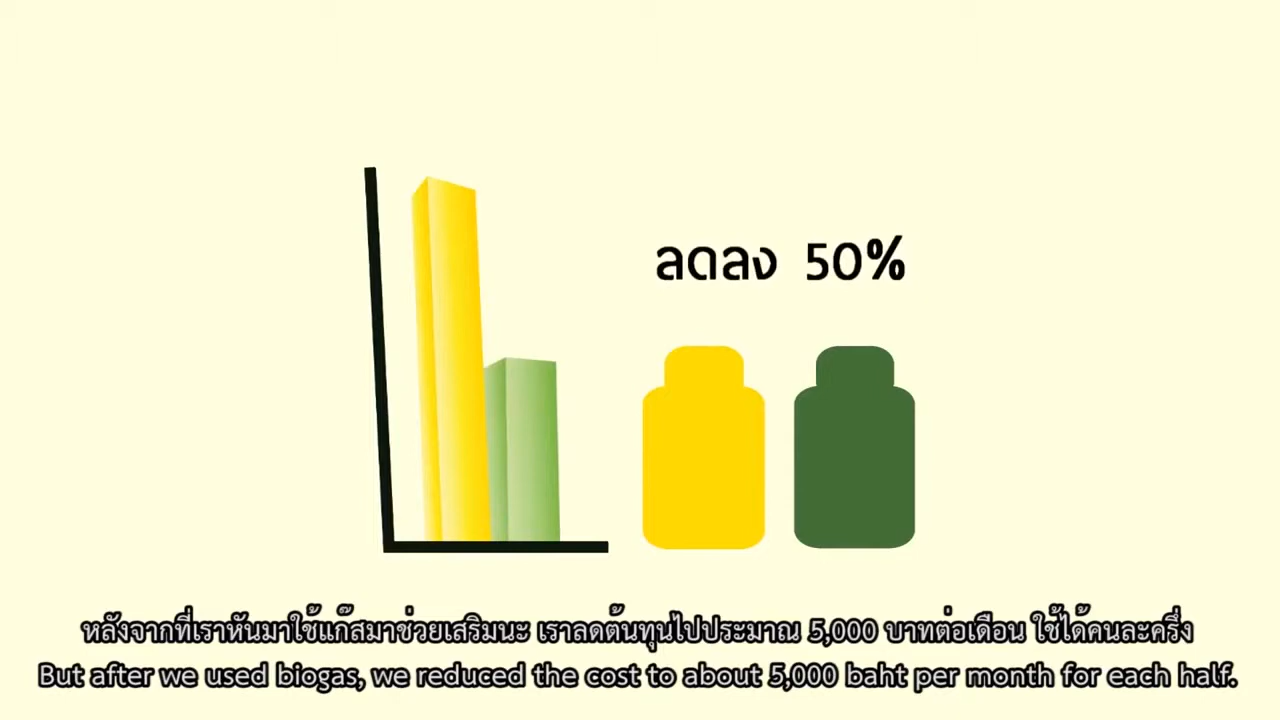 ลดลง 50%
หลังจากที่เราหันมาใช้แก๊สมาช่วยเสริมนะ เราลดต้นทุนไปประมาณ 5,000 บาทต่อเดือน ใช้ได้คนละครึ่ง
But after we used biogas, we reduced the cost to about 5,000 baht per month for each half.